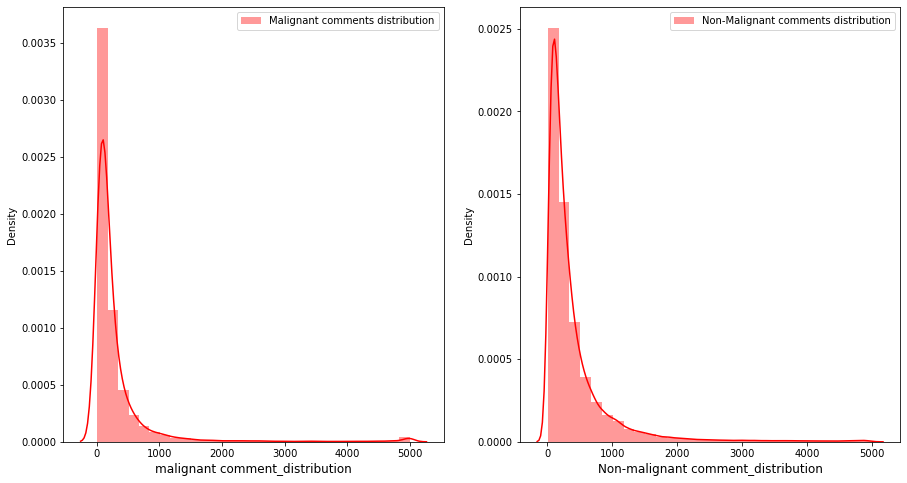 Malignant comments distribution
0.0035
0.0030
0.0025
0.0020
0.0015
0.0010
0.0005
0.0000
Density
0 1000 2000 3000 4000 5000
malignant comment_distribution
Non-Malignant comments distribution
0.0025
0.0020
0.0015
0.0010
0.0005
0.0000
Density
0 1000 2000 3000 4000 5000
Non-malignant comment_distribution